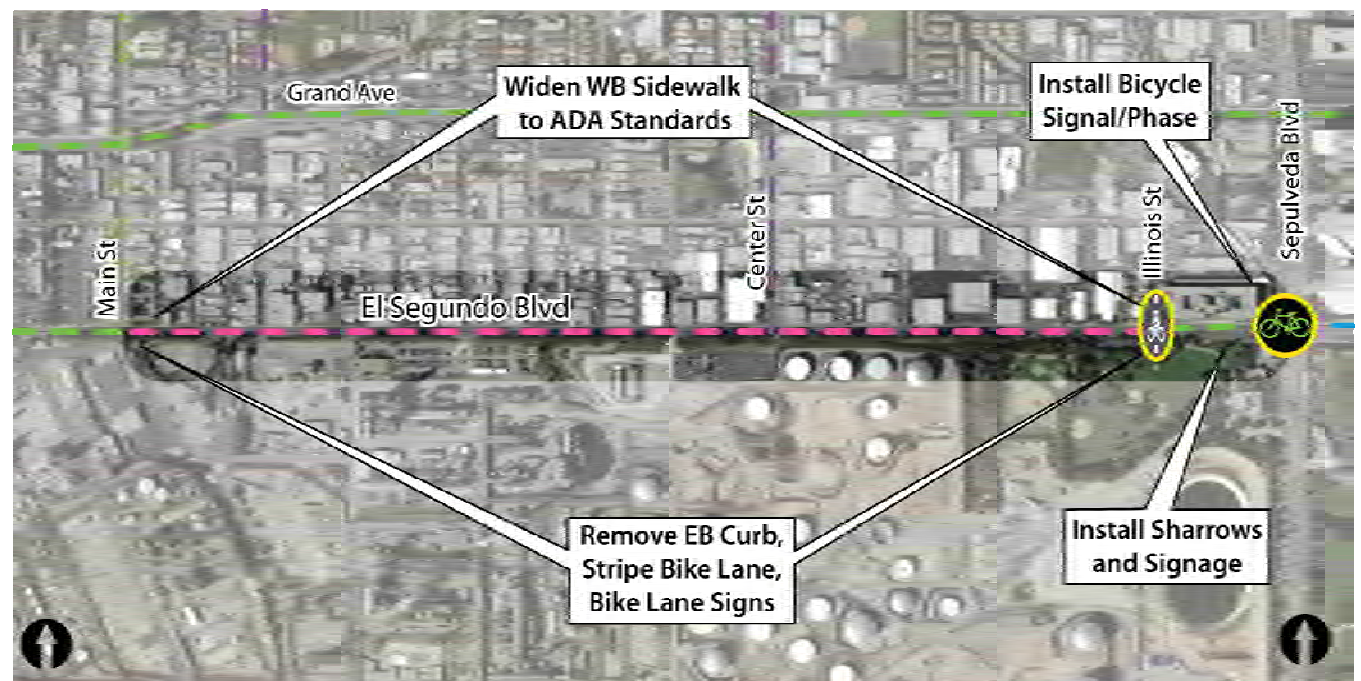 Grand Ave
Widen WB Sidewalk
to ADA Standards
Install Bicycle
Signal/Phase
Sepulveda Blvd
Illinois St
Center St
Main St
El Segundo Blvd
Remove EB Curb,
Stripe Bike Lane,
Bike Lane Signs
Install Sharrows
and Signage